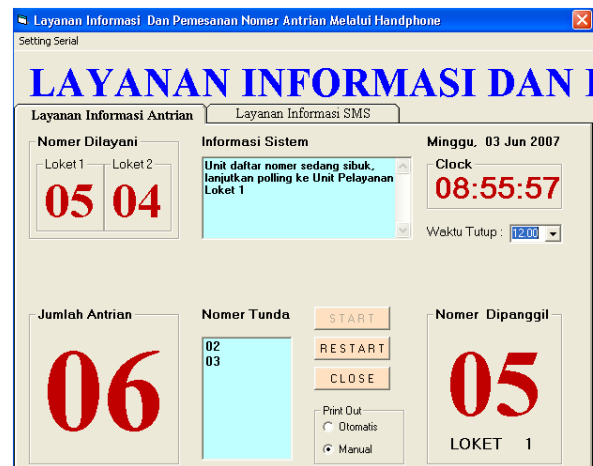 Layanan Informasi Dan Pemesanan Nomer Antrian Melalui Handphone
Setting Serial
LAYANAN INFORMASI DAN
Layanan Informasi Antrian
Layanan Informasi SMS
Nomer Dilayani
Loket 1
Loket 2
05
04
Informasi Sistem
Unit daftar nomer sedang sibuk,
lanjutkan polling ke Unit Pelayanan
Loket 1
Minggu, 03 Jun 2007
Clock
08:55:57
Waktu Tutup : 12.00
Jumlah Antrian
06
Nomer Tunda
02
03
START
RESTART
CLOSE
Print Out
Otomatis
Manual
Nomer Dipanggil
05
LOKET 1